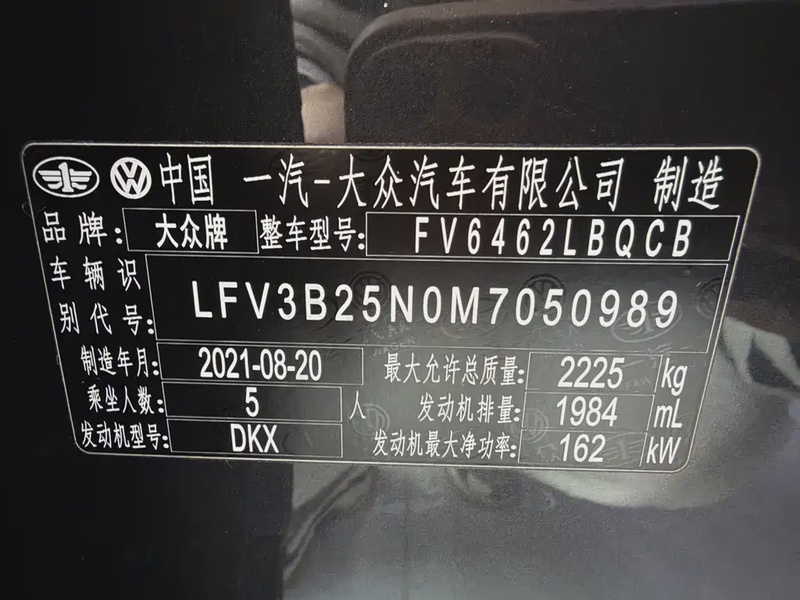 中国 一汽-大众汽车有限公司 制造
品牌: 大众牌 整车型号: FV6462LBQCB
车辆识别代号: LFV3B25N0M7050989
制造年月: 2021-08-20 最大允许总质量: 2225 kg
乘坐人数: 5 人 发动机排量: 1984 mL
发动机型号: DKX 发动机最大净功率: 162 kW